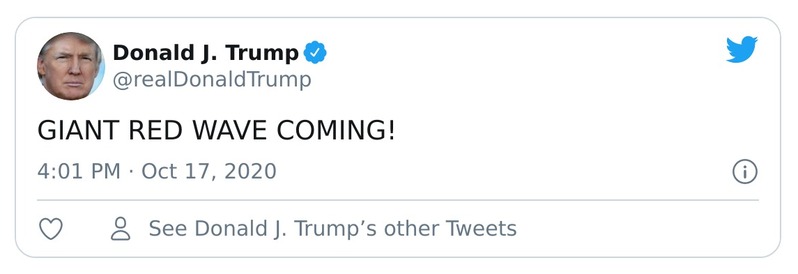 Donald J. Trump
@realDonaldTrump
GIANT RED WAVE COMING!
4:01 PM · Oct 17, 2020
See Donald J. Trump’s other Tweets